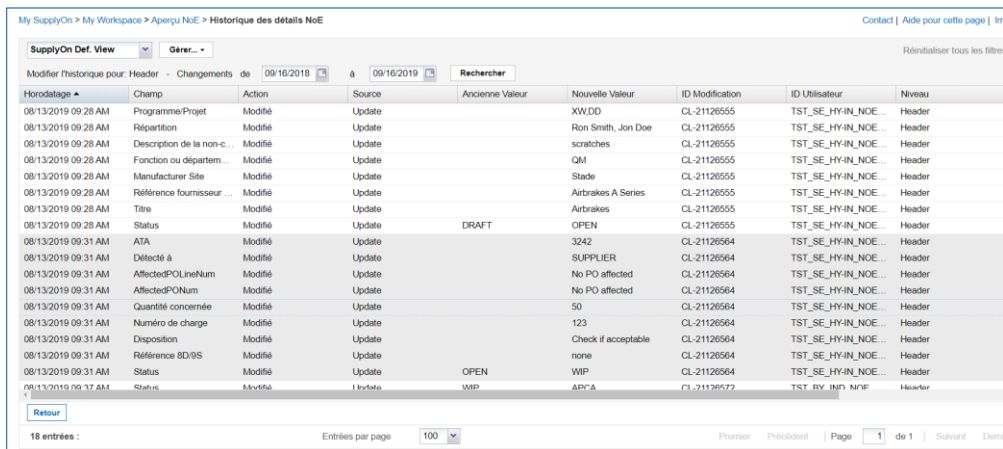 My SupplyOn > My Workspace > Aperçu NoE > Historique des détails NoE Contact | Aide pour cette page |
SupplyOn Def. View Gérer... Réinitialiser tous les filtres
Modifier l'historique pour: Header - Changements de 09/16/2018 à 09/16/2019 Rechercher
Horodatage Champ Action Source Ancienne Valeur Nouvelle Valeur ID Modification ID Utilisateur Niveau
08/13/2019 09:28 AM Programme/Projet Modifié Update XW,DD CL-21126555 TST_SE_HY-IN_NOE... Header
08/13/2019 09:28 AM Répartition Modifié Update Ron Smith, Jon Doe CL-21126555 TST_SE_HY-IN_NOE... Header
08/13/2019 09:28 AM Description de la non-c... Modifié Update scratches CL-21126555 TST_SE_HY-IN_NOE... Header
08/13/2019 09:28 AM Fonction ou départem... Modifié Update QM CL-21126555 TST_SE_HY-IN_NOE... Header
08/13/2019 09:28 AM Manufacturer Site Modifié Update Stade CL-21126555 TST_SE_HY-IN_NOE... Header
08/13/2019 09:28 AM Référence fournisseur ... Modifié Update Airbrakes A Series CL-21126555 TST_SE_HY-IN_NOE... Header
08/13/2019 09:28 AM Titre Modifié Update Airbrakes CL-21126555 TST_SE_HY-IN_NOE... Header
08/13/2019 09:28 AM Status Modifié Update DRAFT OPEN CL-21126555 TST_SE_HY-IN_NOE... Header
08/13/2019 09:31 AM ATA Modifié Update 3242 CL-21126564 TST_SE_HY-IN_NOE... Header
08/13/2019 09:31 AM Détecté à Modifié Update SUPPLIER CL-21126564 TST_SE_HY-IN_NOE... Header
08/13/2019 09:31 AM AffectedPOLineNum Modifié Update No PO affected CL-21126564 TST_SE_HY-IN_NOE... Header
08/13/2019 09:31 AM AffectedPONum Modifié Update No PO affected CL-21126564 TST_SE_HY-IN_NOE... Header
08/13/2019 09:31 AM Quantité concernée Modifié Update 50 CL-21126564 TST_SE_HY-IN_NOE... Header
08/13/2019 09:31 AM Numéro de charge Modifié Update 123 CL-21126564 TST_SE_HY-IN_NOE... Header
08/13/2019 09:31 AM Disposition Modifié Update Check if acceptable CL-21126564 TST_SE_HY-IN_NOE... Header
08/13/2019 09:31 AM Référence 8D/9S Modifié Update none CL-21126564 TST_SE_HY-IN_NOE... Header
08/13/2019 09:31 AM Status Modifié Update OPEN WIP CL-21126564 TST_SE_HY-IN_NOE... Header
08/13/2019 09:37 AM Status Modifié Update WIP APCA CL-21126572 TST_BY_IND_NOE... Header
Retour
18 entrées : Entrées par page 100 Premier Précédent Page 1 de 1 Suivant